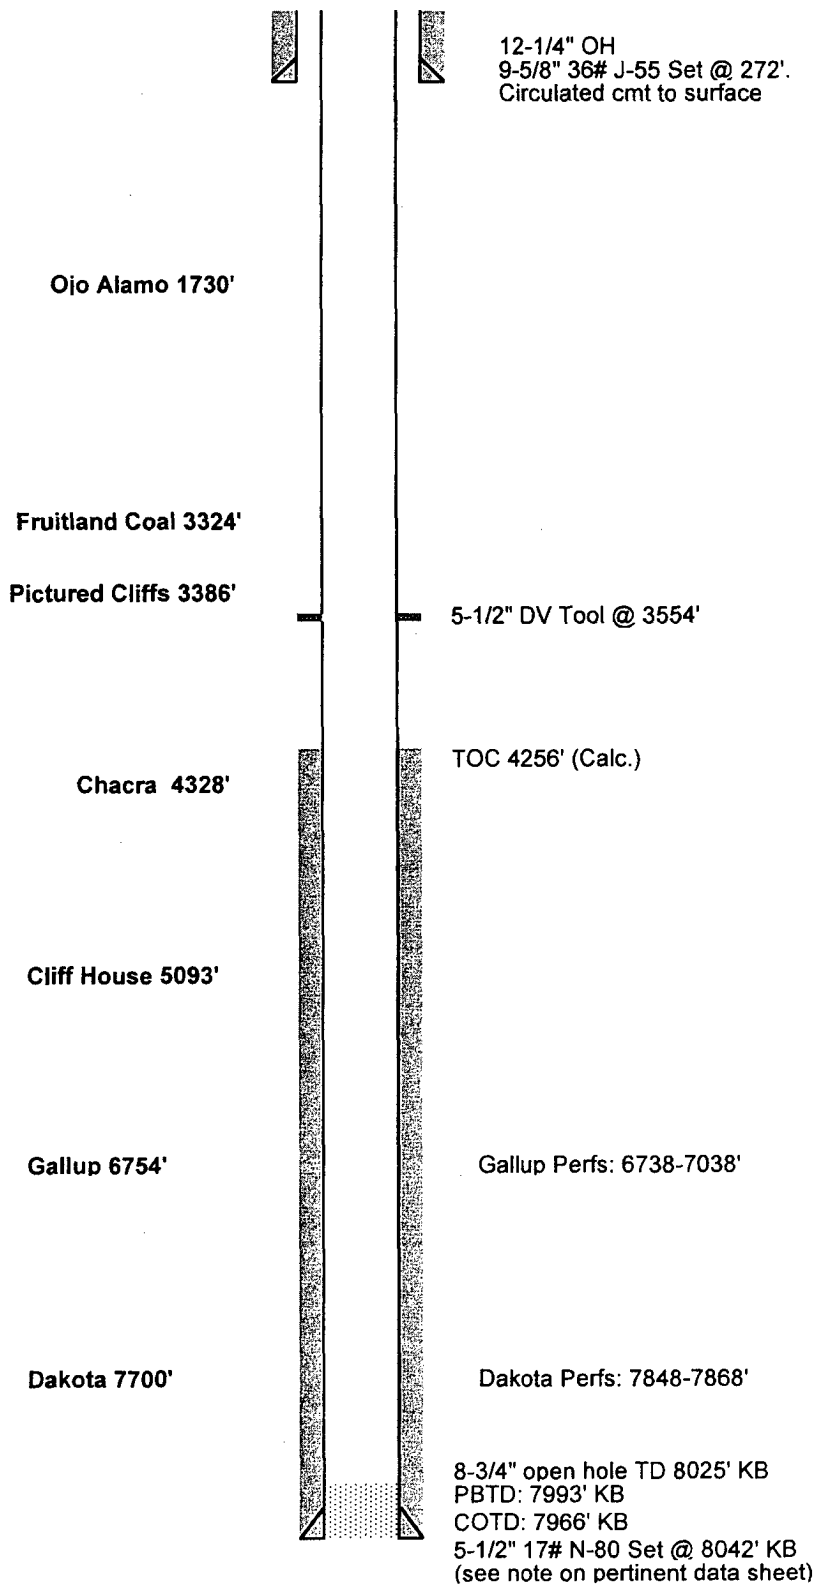 12-1/4" OH
9-5/8" 36# J-55 Set @ 272'.
Circulated cmt to surface
Ojo Alamo 1730'
Fruitland Coal 3324'
Pictured Cliffs 3386'
5-1/2" DV Tool @ 3554'
TOC 4256' (Calc.)
Chacra 4328'
Cliff House 5093'
Gallup 6754'
Gallup Perfs: 6738-7038'
Dakota 7700'
Dakota Perfs: 7848-7868'
8-3/4" open hole TD 8025' KB
PBTD: 7993' KB
COTD: 7966' KB
5-1/2" 17# N-80 Set @ 8042' KB
(see note on pertinent data sheet)